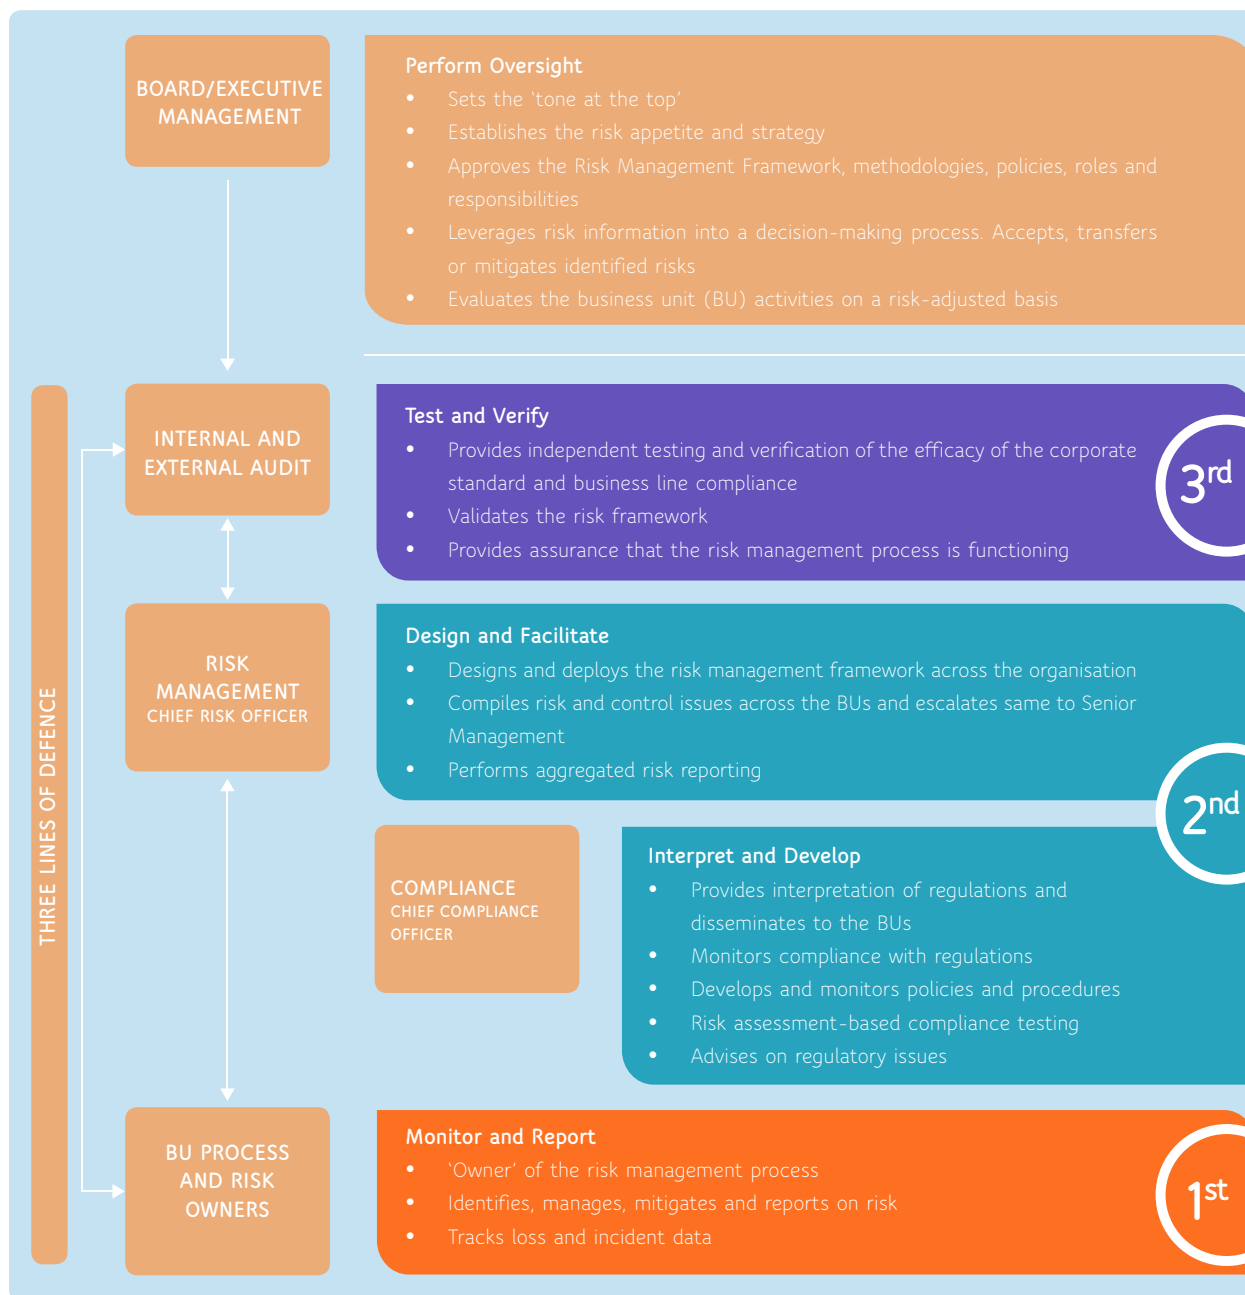 BOARD/EXECUTIVE
MANAGEMENT
Perform Oversight
• Sets the ‘tone at the top’
• Establishes the risk appetite and strategy
• Approves the Risk Management Framework, methodologies, policies, roles and
responsibilities
• Leverages risk information into a decision-making process. Accepts, transfers
or mitigates identified risks
• Evaluates the business unit (BU) activities on a risk-adjusted basis
THREE LINES OF DEFENCE
INTERNAL AND
EXTERNAL AUDIT
Test and Verify
• Provides independent testing and verification of the efficacy of the corporate
standard and business line compliance
• Validates the risk framework
• Provides assurance that the risk management process is functioning
3rd
RISK
MANAGEMENT
CHIEF RISK OFFICER
Design and Facilitate
• Designs and deploys the risk management framework across the organisation
• Compiles risk and control issues across the BUs and escalates same to Senior
Management
• Performs aggregated risk reporting
2nd
COMPLIANCE
CHIEF COMPLIANCE
OFFICER
Interpret and Develop
• Provides interpretation of regulations and
disseminates to the BUs
• Monitors compliance with regulations
• Develops and monitors policies and procedures
• Risk assessment-based compliance testing
• Advises on regulatory issues
BU PROCESS
AND RISK
OWNERS
Monitor and Report
• ‘Owner’ of the risk management process
• Identifies, manages, mitigates and reports on risk
• Tracks loss and incident data
1st